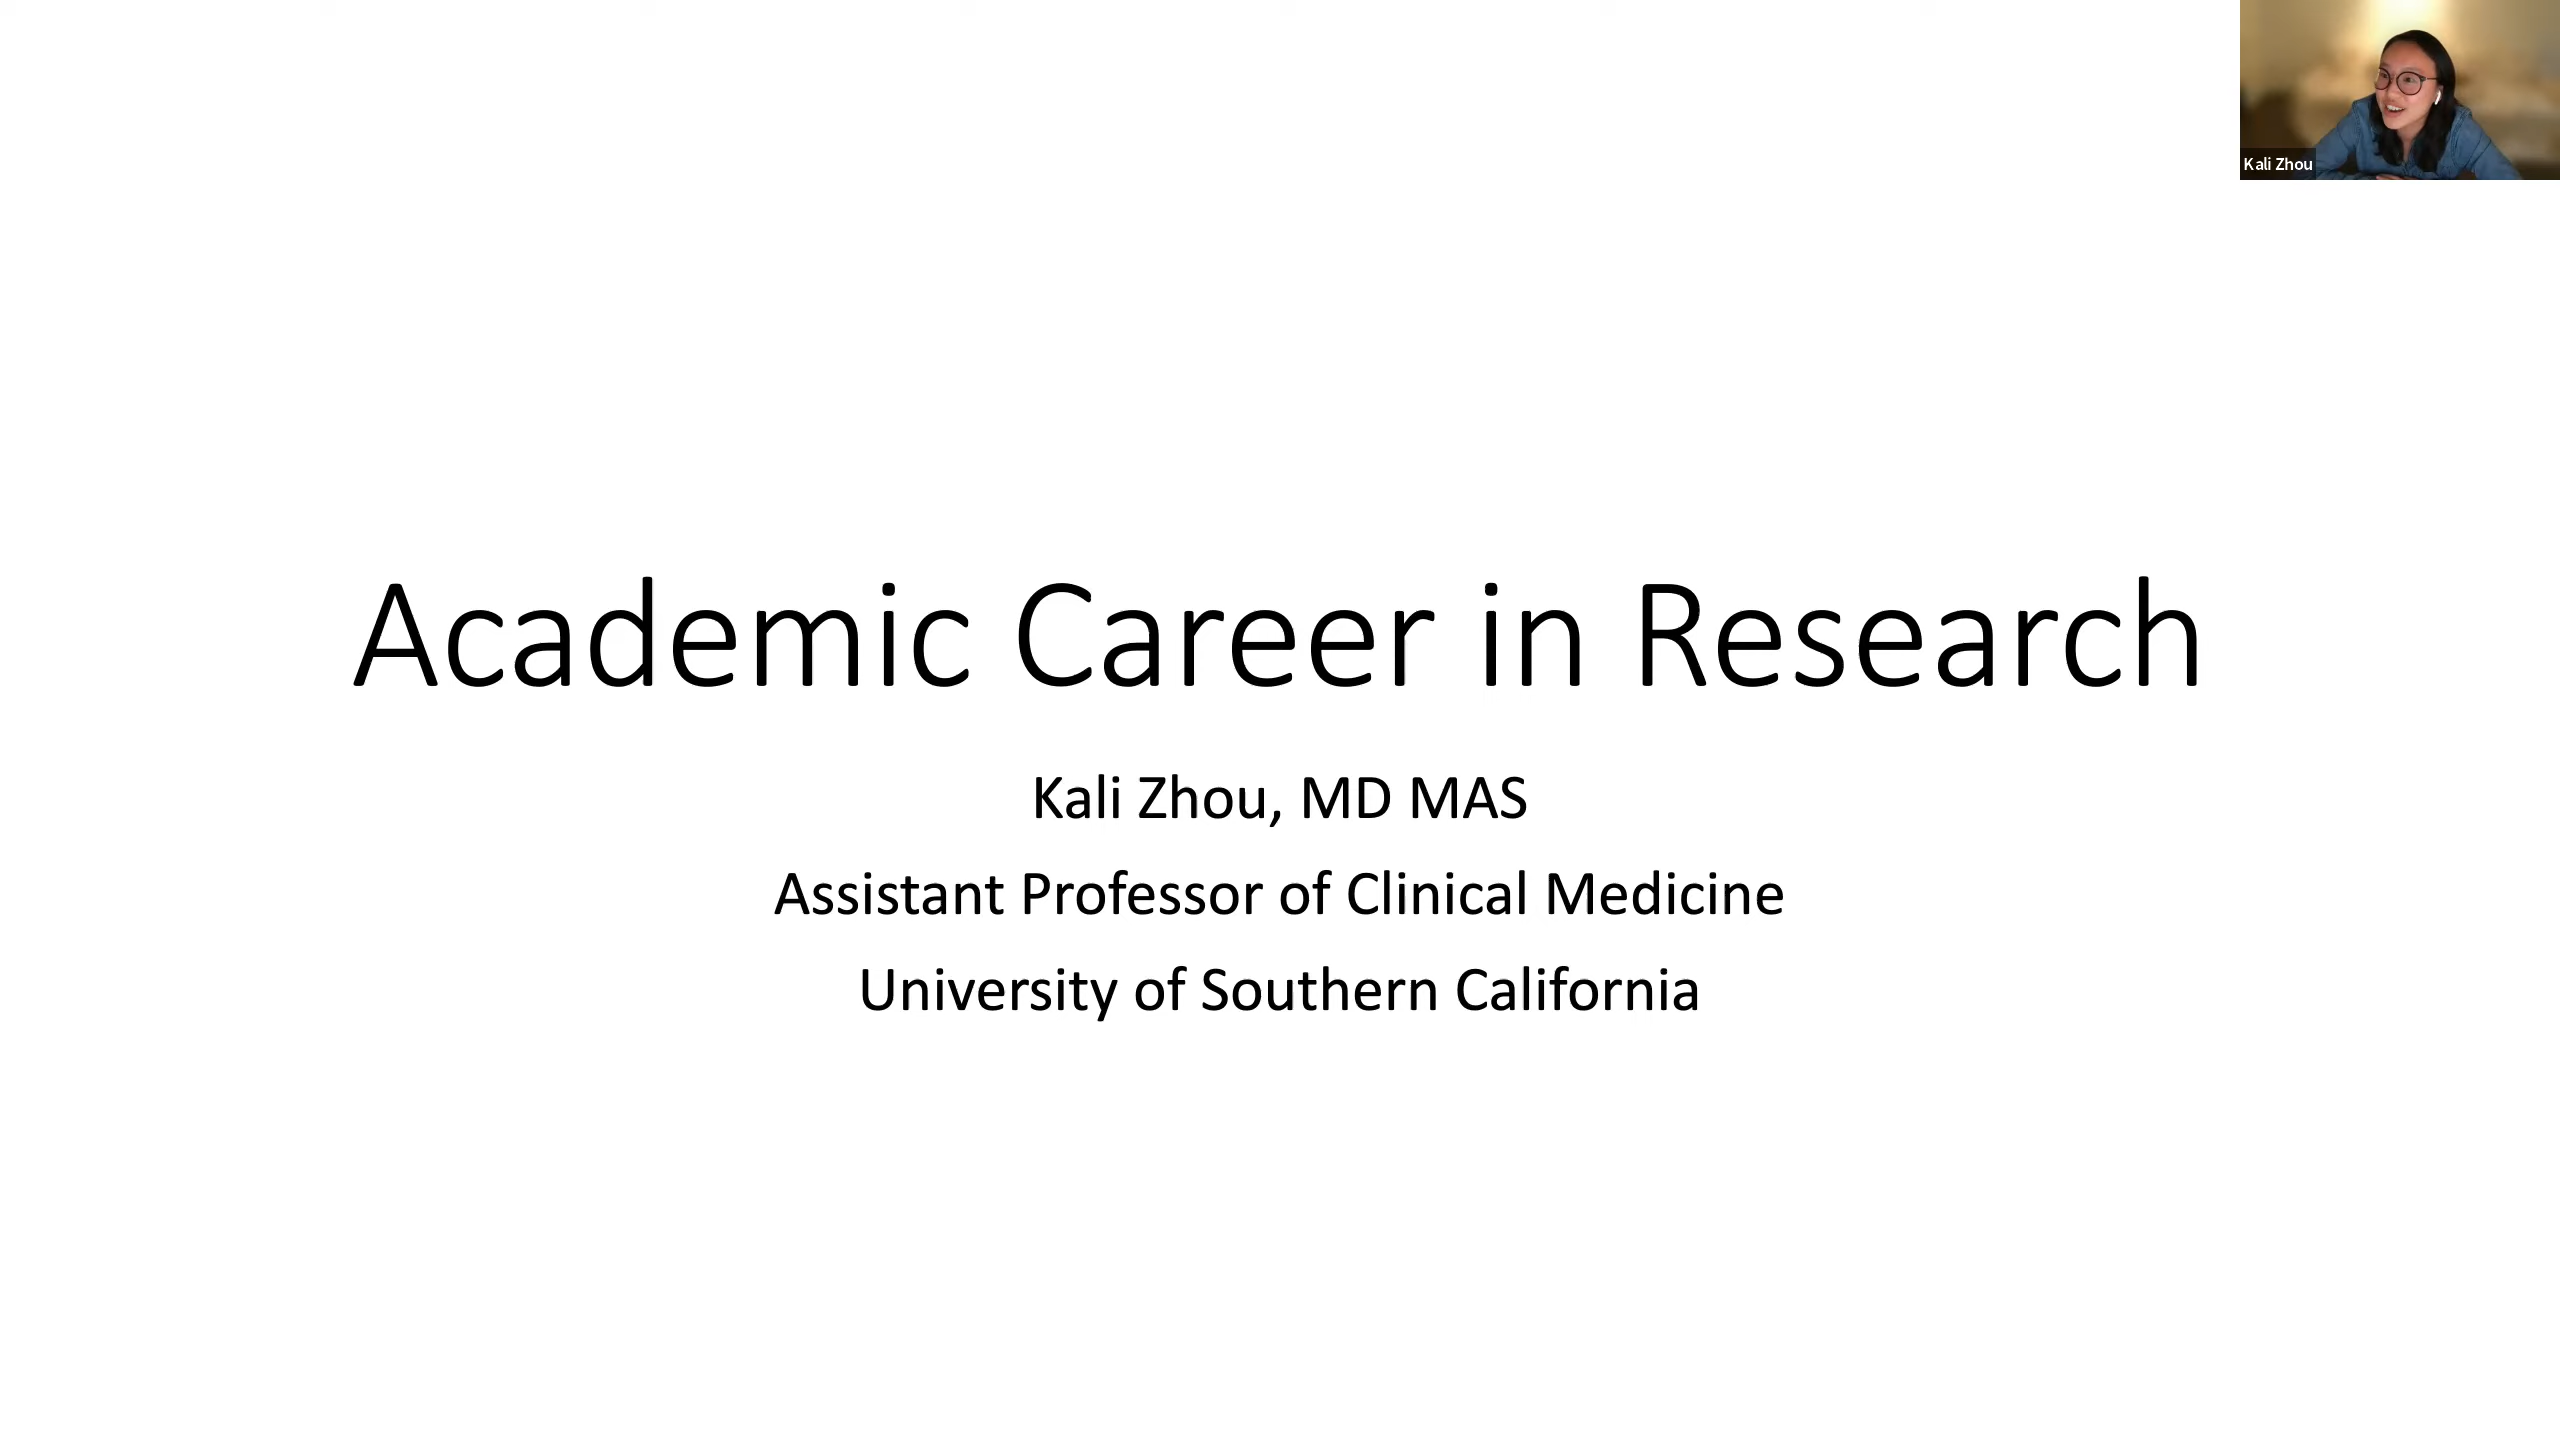 Kali Zhou
Academic Career in Research
Kali Zhou, MD MAS
Assistant Professor of Clinical Medicine
University of Southern California